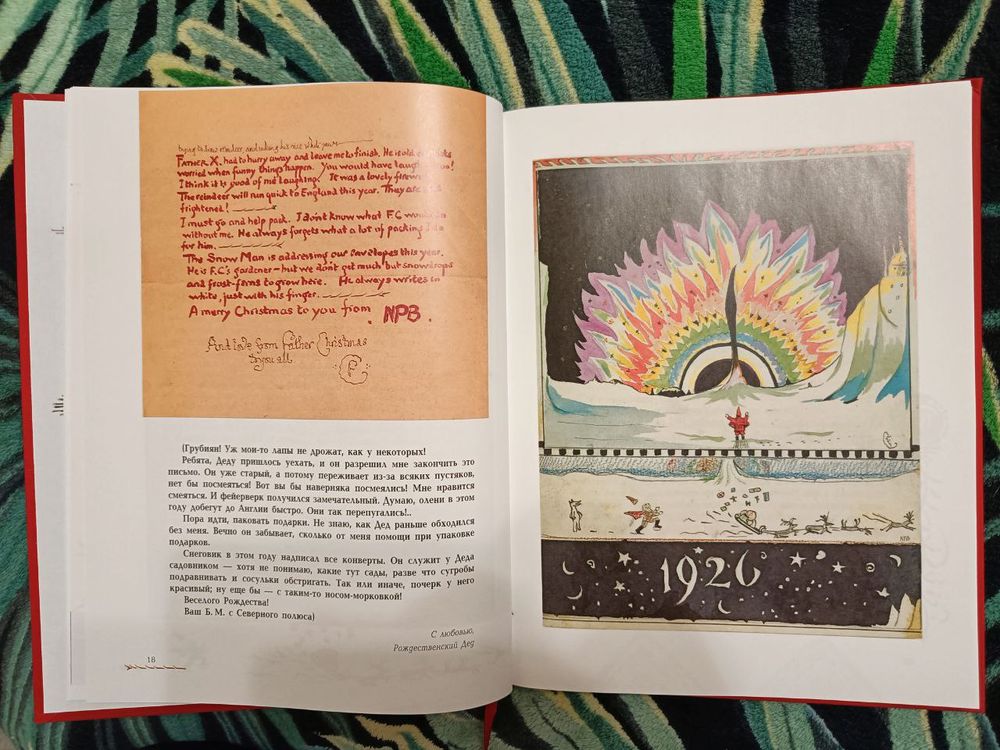 FATHER X. had to hurry away and leave me to finish. He is old and gets
worried when funny things happen. You would have laughed too!
I think it is good of me laughing. It was a lovely firework.
The reindeer will run quick to England this year. They are still
frightened!
I must go and help pack. I don't know what F.C would do
without me. He always forgets what a lot of packing I do
for him.
The Snow Man is addressing our envelopes this year.
He is F.C's gardener – but we don't get much but snowdrops
and frost-ferns to grow here. He always writes in
white, just with his finger.
A merry Christmas to you from NPB.
And love from Father Christmas
to you all
FC
(Грубиян! Уж мои-то лапы не дрожат, как у некоторых!
Ребята, Деду пришлось уехать, и он разрешил мне закончить это
письмо. Он уже старый, а потому переживает из-за всяких пустяков,
нет бы посмеяться! Вот вы бы наверняка посмеялись! Мне нравится
смеяться. И фейерверк получился замечательный. Думаю, олени в этом
году добегут до Англии быстро. Они так перепугались!..
Пора идти, паковать подарки. Не знаю, как Дед раньше обходился
без меня. Вечно он забывает, сколько от меня помощи при упаковке
подарков.
Снеговик в этом году надписал все конверты. Он служит у Деда
садовником — хотя не понимаю, какие тут сады, разве что сугробы
подравнивать и сосульки обстригать. Так или иначе, почерк у него
красивый; ну еще бы — с таким-то носом-морковкой!
Веселого Рождества!
Ваш Б. М. с Северного полюса)
С любовью,
Рождественский Дед
18
FC
NPB
1926